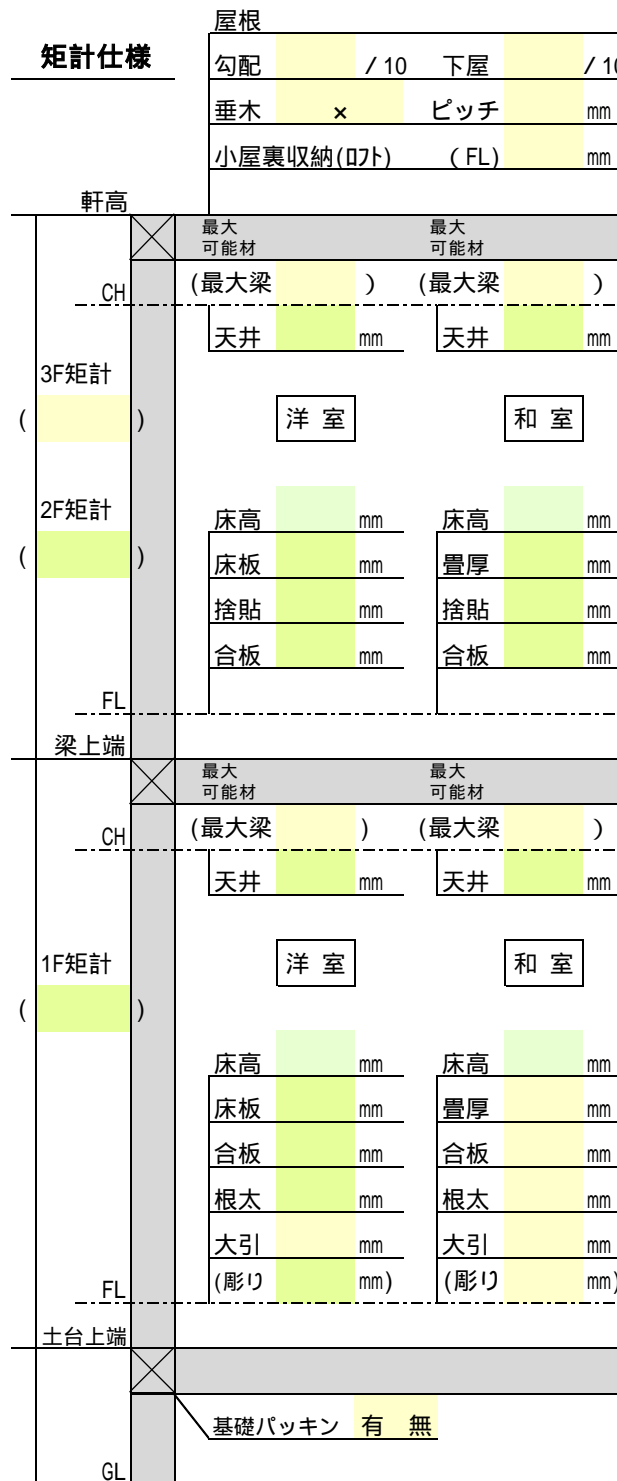 屋根
矩計仕様
勾配 /10 下屋 /10
垂木 × ピッチ mm
小屋裏収納(ロフト) (FL) mm
軒高
最大 最大
可能材 可能材
CH (最大梁 ) (最大梁 )
天井 mm 天井 mm
3F矩計
( ) 洋室 和室
2F矩計
床高 mm 床高 mm
( )
床板 mm 畳厚 mm
捨貼 mm 捨貼 mm
合板 mm 合板 mm
FL
梁上端
最大 最大
可能材 可能材
CH (最大梁 ) (最大梁 )
天井 mm 天井 mm
1F矩計 洋室 和室
( )
床高 mm 床高 mm
床板 mm 畳厚 mm
合板 mm 合板 mm
根太 mm 根太 mm
大引 mm 大引 mm
FL (彫り mm) (彫り mm)
土台上端
基礎パッキン 有 無
GL